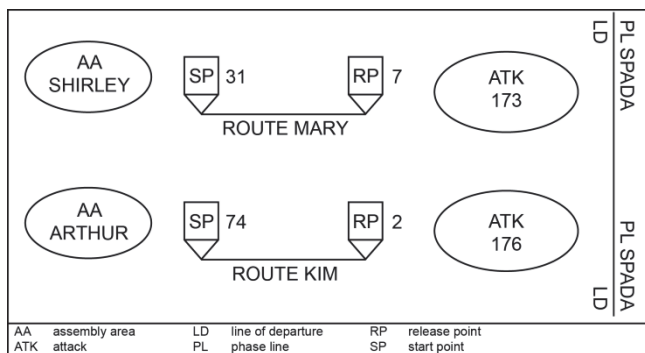 AA
SHIRLEY
SP 31
RP 7
ROUTE MARY
ATK
173
LD
PL SPADA
AA
ARTHUR
SP 74
RP 2
ROUTE KIM
ATK
176
LD
PL SPADA
AA assembly area LD line of departure RP release point
ATK attack PL phase line SP start point